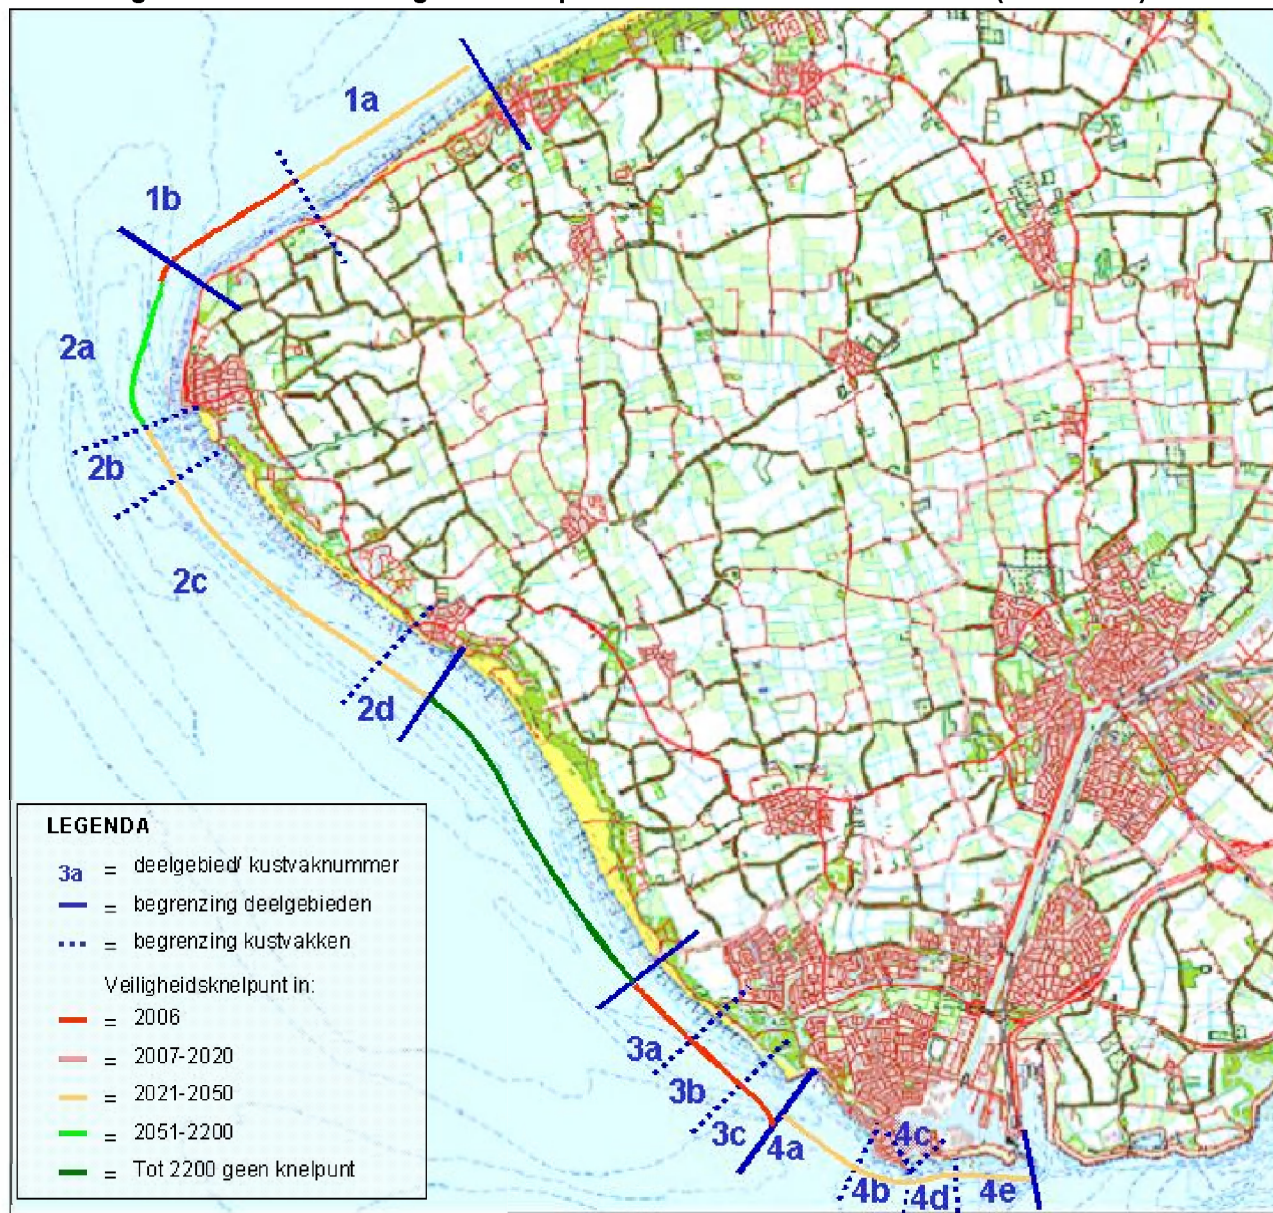 1a
1b
2a
2b
2c
2d
3a
3b
3c
4a
4c
4b
4d
4e
LEGENDA
3a = deelgebied/ kustvaknummer
= begrenzing deelgebieden
= begrenzing kustvakken
Veiligheidsknelpunt in:
= 2006
= 2007-2020
= 2021-2050
= 2051-2200
= Tot 2200 geen knelpunt